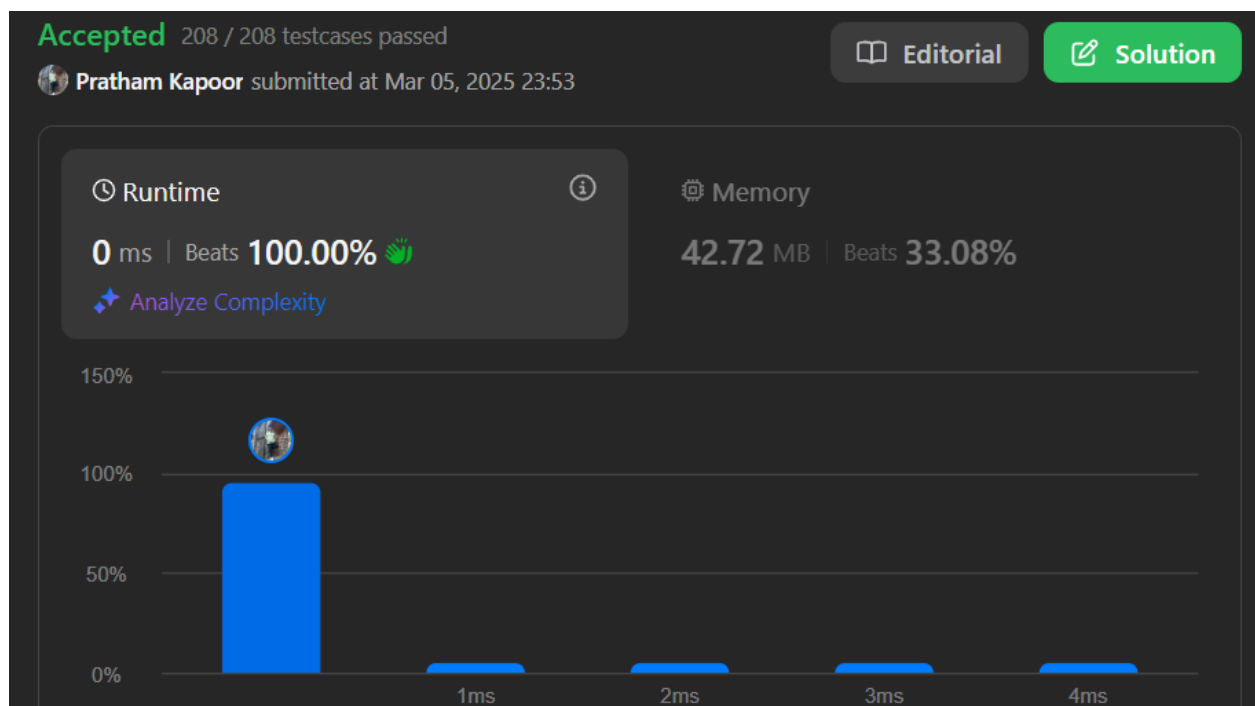 Accepted 208 / 208 testcases passed
Editorial
Solution
Pratham Kapoor submitted at Mar 05, 2025 23:53
Runtime
0 ms | Beats 100.00%
Analyze Complexity
Memory
42.72 MB | Beats 33.08%
150%
100%
50%
0%
1ms 2ms 3ms 4ms